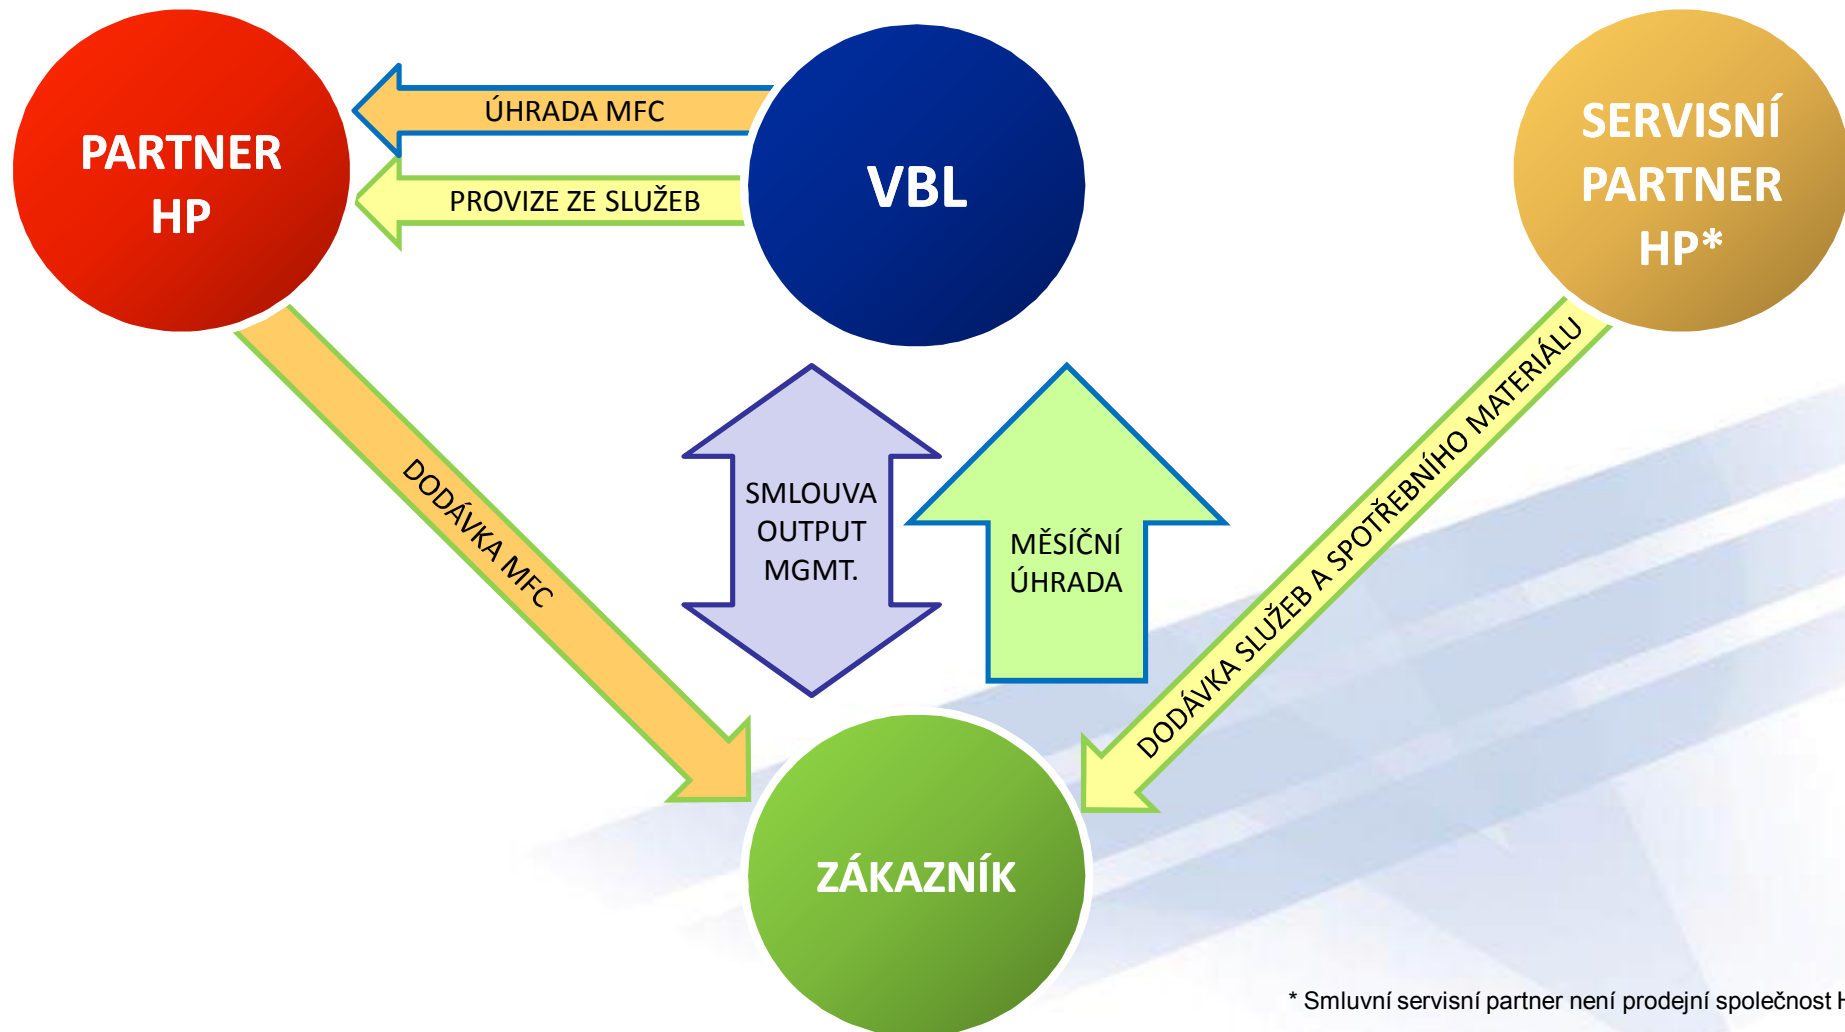 PARTNER
HP
ÚHRADA MFC
PROVIZE ZE SLUŽEB
VBL
SERVISNÍ
PARTNER
HP*
DODÁVKA MFC
SMLOUVA
OUTPUT
MGMT.
MĚSÍČNÍ
ÚHRADA
DODÁVKA SLUŽEB A SPOTŘEBNÍHO MATERIÁLU
ZÁKAZNÍK
* Smluvní servisní partner není prodejní společnost